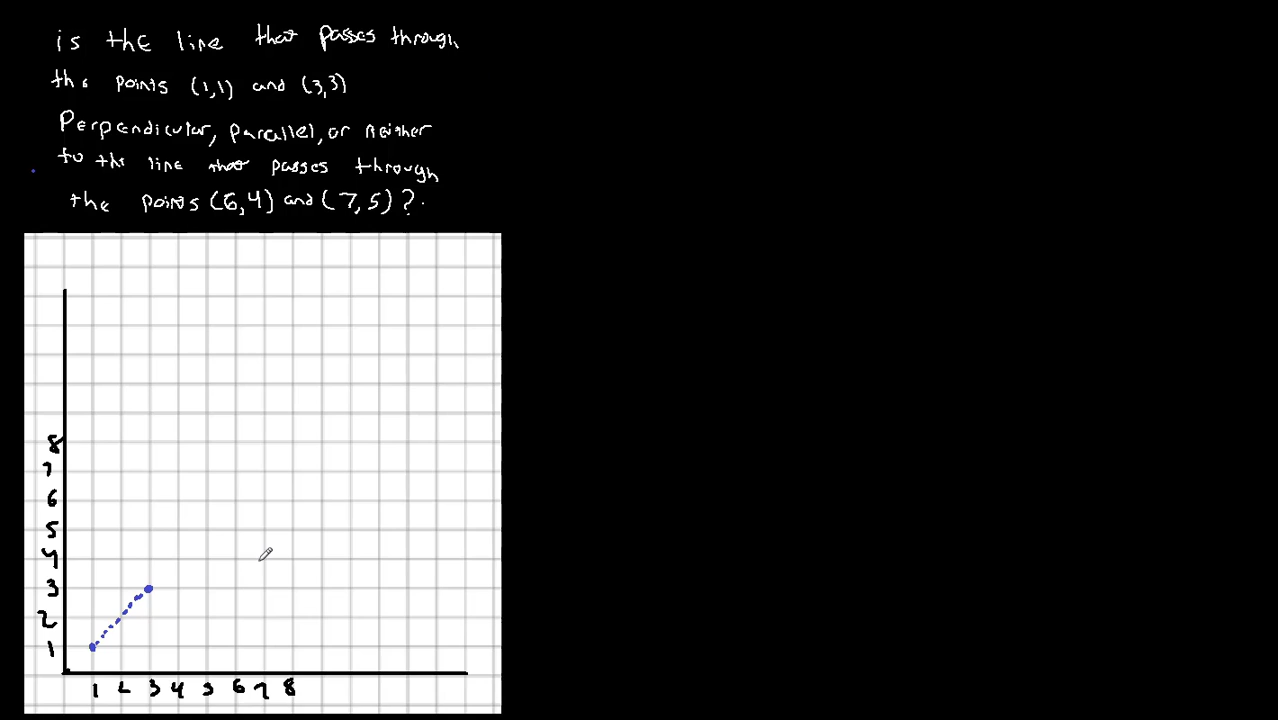 is the line that passes through
the points (1,1) and (3,3)
Perpendicular, parallel, or neither
to the line that passes through
the points (6,4) and (7,5)?
8
7
6
5
4
3
2
1
1 2 3 4 5 6 7 8